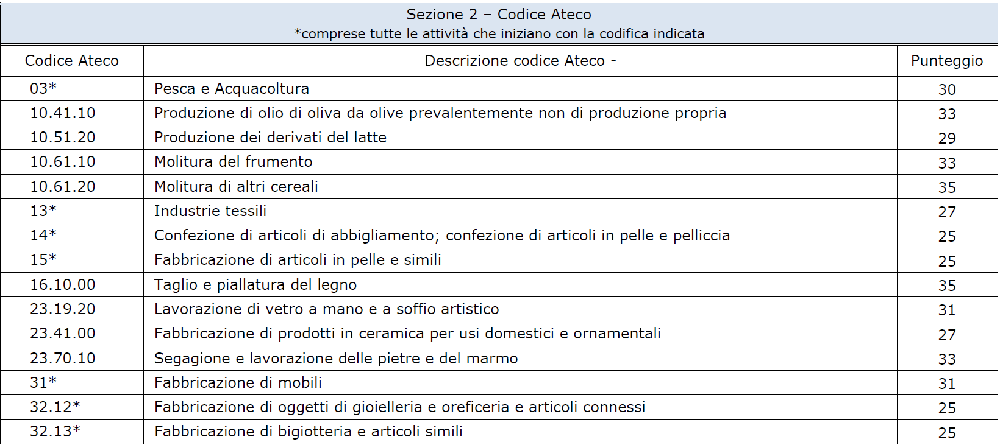 Sezione 2 – Codice Ateco
*comprese tutte le attività che iniziano con la codifica indicata
Codice Ateco Descrizione codice Ateco - Punteggio
03* Pesca e Acquacoltura 30
10.41.10 Produzione di olio di oliva da olive prevalentemente non di produzione propria 33
10.51.20 Produzione dei derivati del latte 29
10.61.10 Molitura del frumento 33
10.61.20 Molitura di altri cereali 35
13* Industrie tessili 27
14* Confezione di articoli di abbigliamento; confezione di articoli in pelle e pelliccia 25
15* Fabbricazione di articoli in pelle e simili 25
16.10.00 Taglio e piallatura del legno 35
23.19.20 Lavorazione di vetro a mano e a soffio artistico 31
23.41.00 Fabbricazione di prodotti in ceramica per usi domestici e ornamentali 27
23.70.10 Segagione e lavorazione delle pietre e del marmo 33
31* Fabbricazione di mobili 31
32.12* Fabbricazione di oggetti di gioielleria e oreficeria e articoli connessi 25
32.13* Fabbricazione di bigiotteria e articoli simili 25